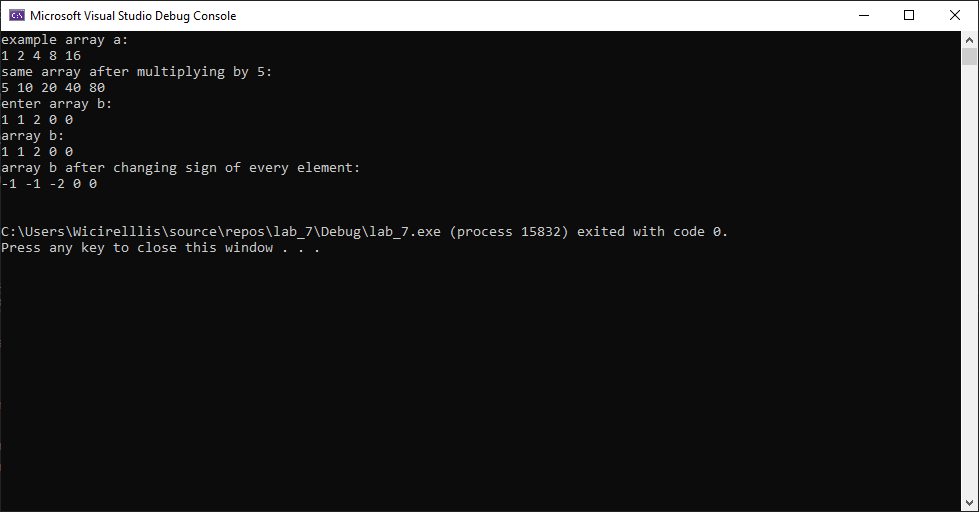 Microsoft Visual Studio Debug Console
example array a:
1 2 4 8 16
same array after multiplying by 5:
5 10 20 40 80
enter array b:
1 1 2 0 0
array b:
1 1 2 0 0
array b after changing sign of every element:
-1 -1 -2 0 0
C:\Users\Wicirelllis\source\repos\lab_7\Debug\lab_7.exe (process 15832) exited with code 0.
Press any key to close this window . . .